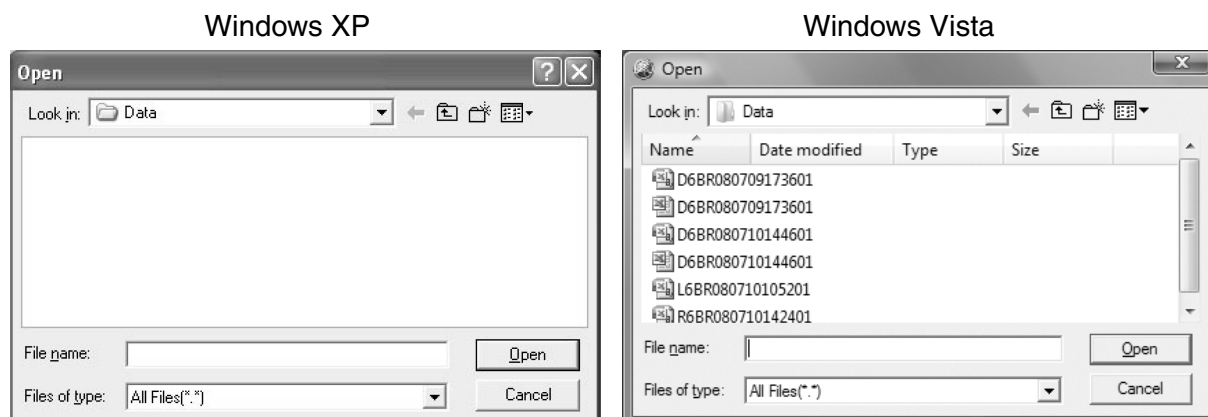 Windows XP
Open
Look in: Data
File name:
Open
Files of type: All Files(*.*)
Cancel
Windows Vista
Open
X
Look in: Data
Name Date modified Type Size
D6BR080709173601
D6BR080709173601
D6BR080710144601
D6BR080710144601
L6BR080710105201
R6BR080710142401
File name:
Open
Files of type: All Files(*.*)
Cancel